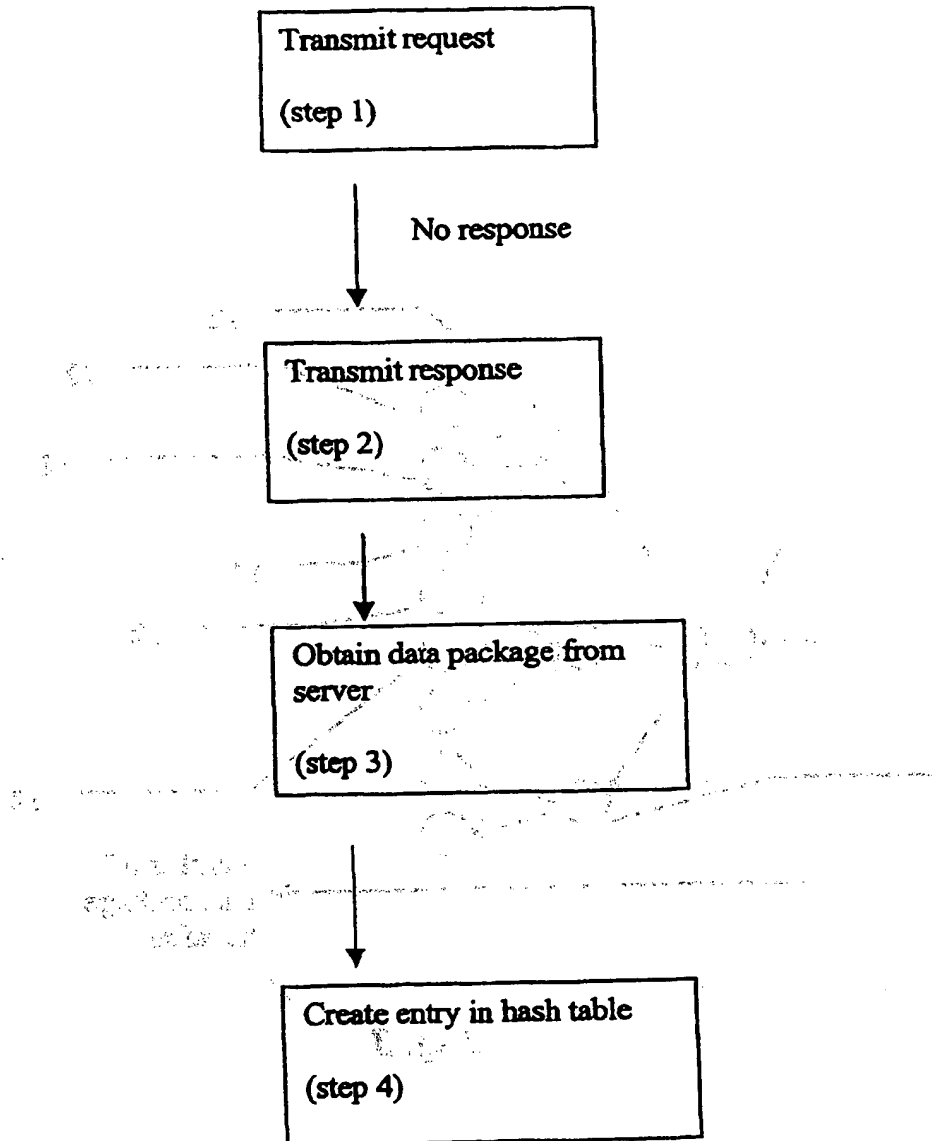 Transmit request
(step 1)
No response
Transmit response
(step 2)
Obtain data package from
server
(step 3)
Create entry in hash table
(step 4)